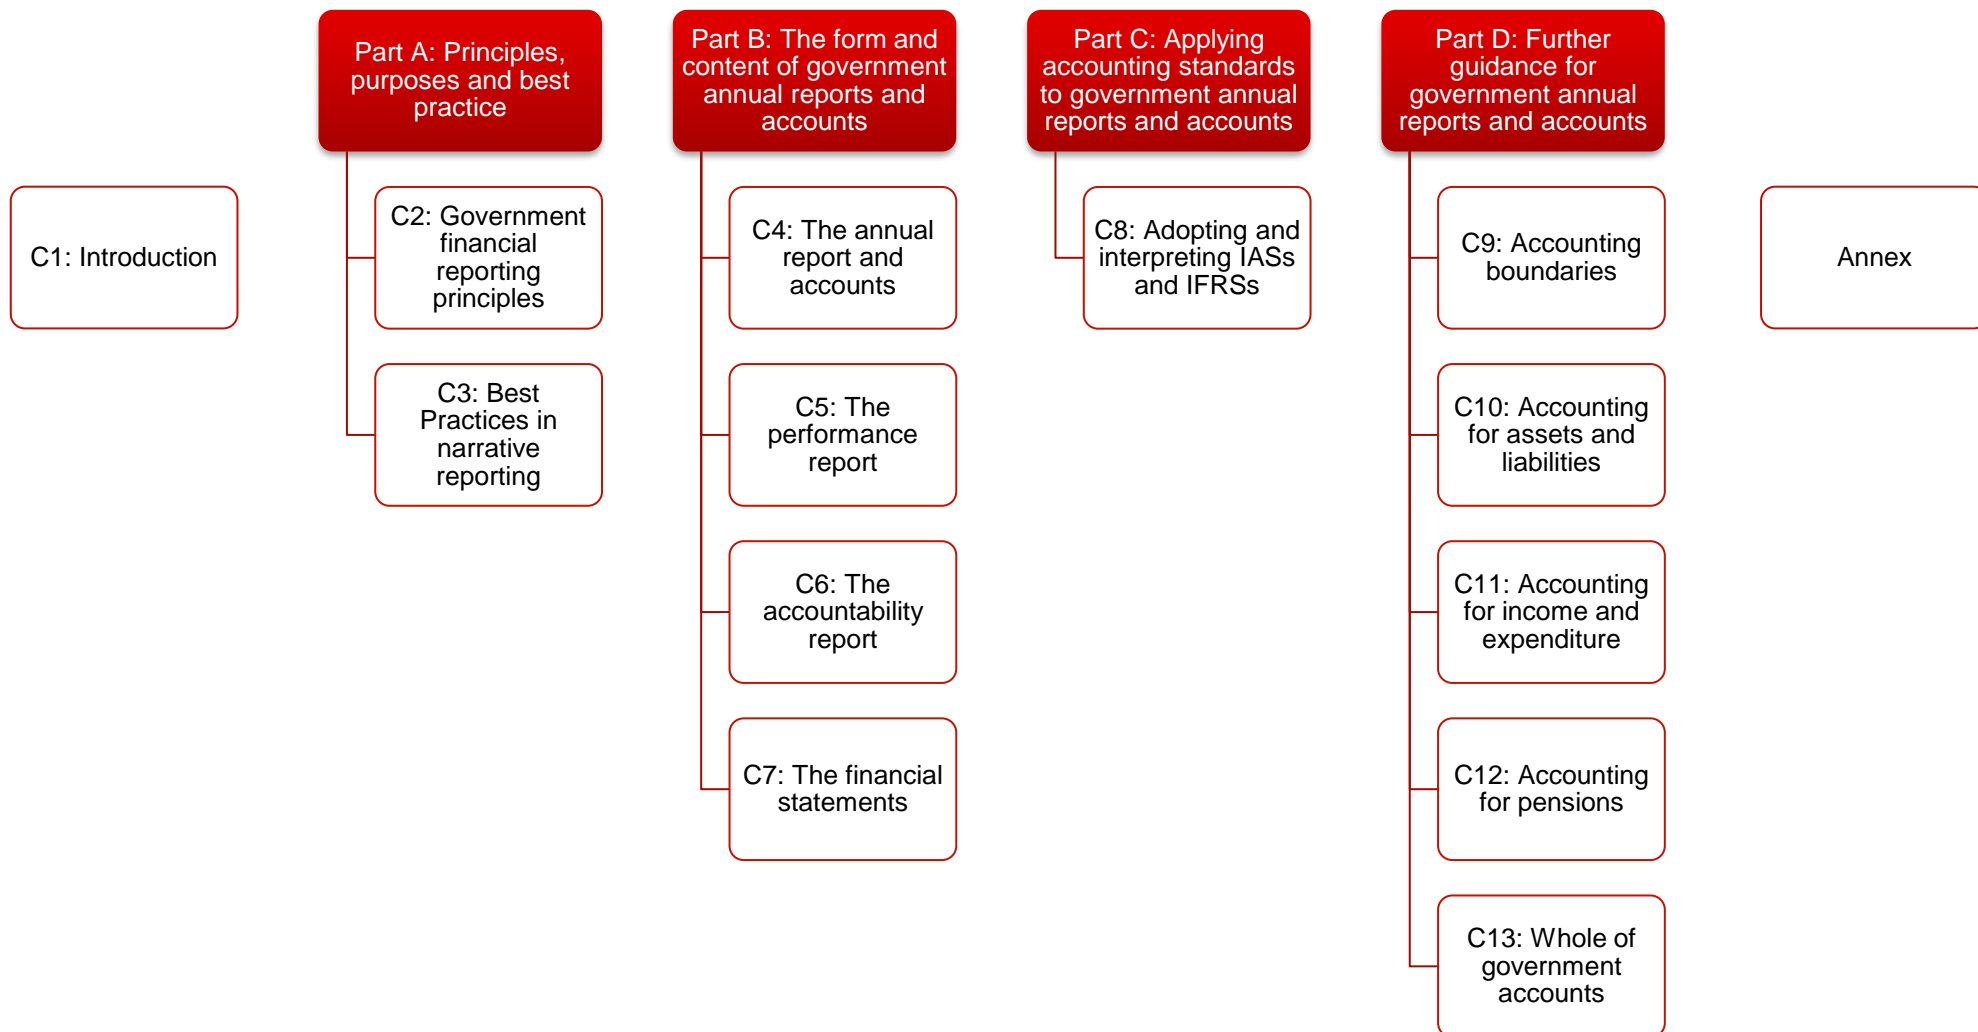 C1: Introduction
Part A: Principles,
purposes and best
practice
C2: Government
financial
reporting
principles
C3: Best
Practices in
narrative
reporting
Part B: The form and
content of government
annual reports and
accounts
C4: The annual
report and
accounts
C5: The
performance
report
C6: The
accountability
report
C7: The financial
statements
Part C: Applying
accounting standards
to government annual
reports and accounts
C8: Adopting and
interpreting IASs
and IFRSs
Part D: Further
guidance for
government annual
reports and accounts
C9: Accounting
boundaries
C10: Accounting
for assets and
liabilities
C11: Accounting
for income and
expenditure
C12: Accounting
for pensions
C13: Whole of
government
accounts
Annex